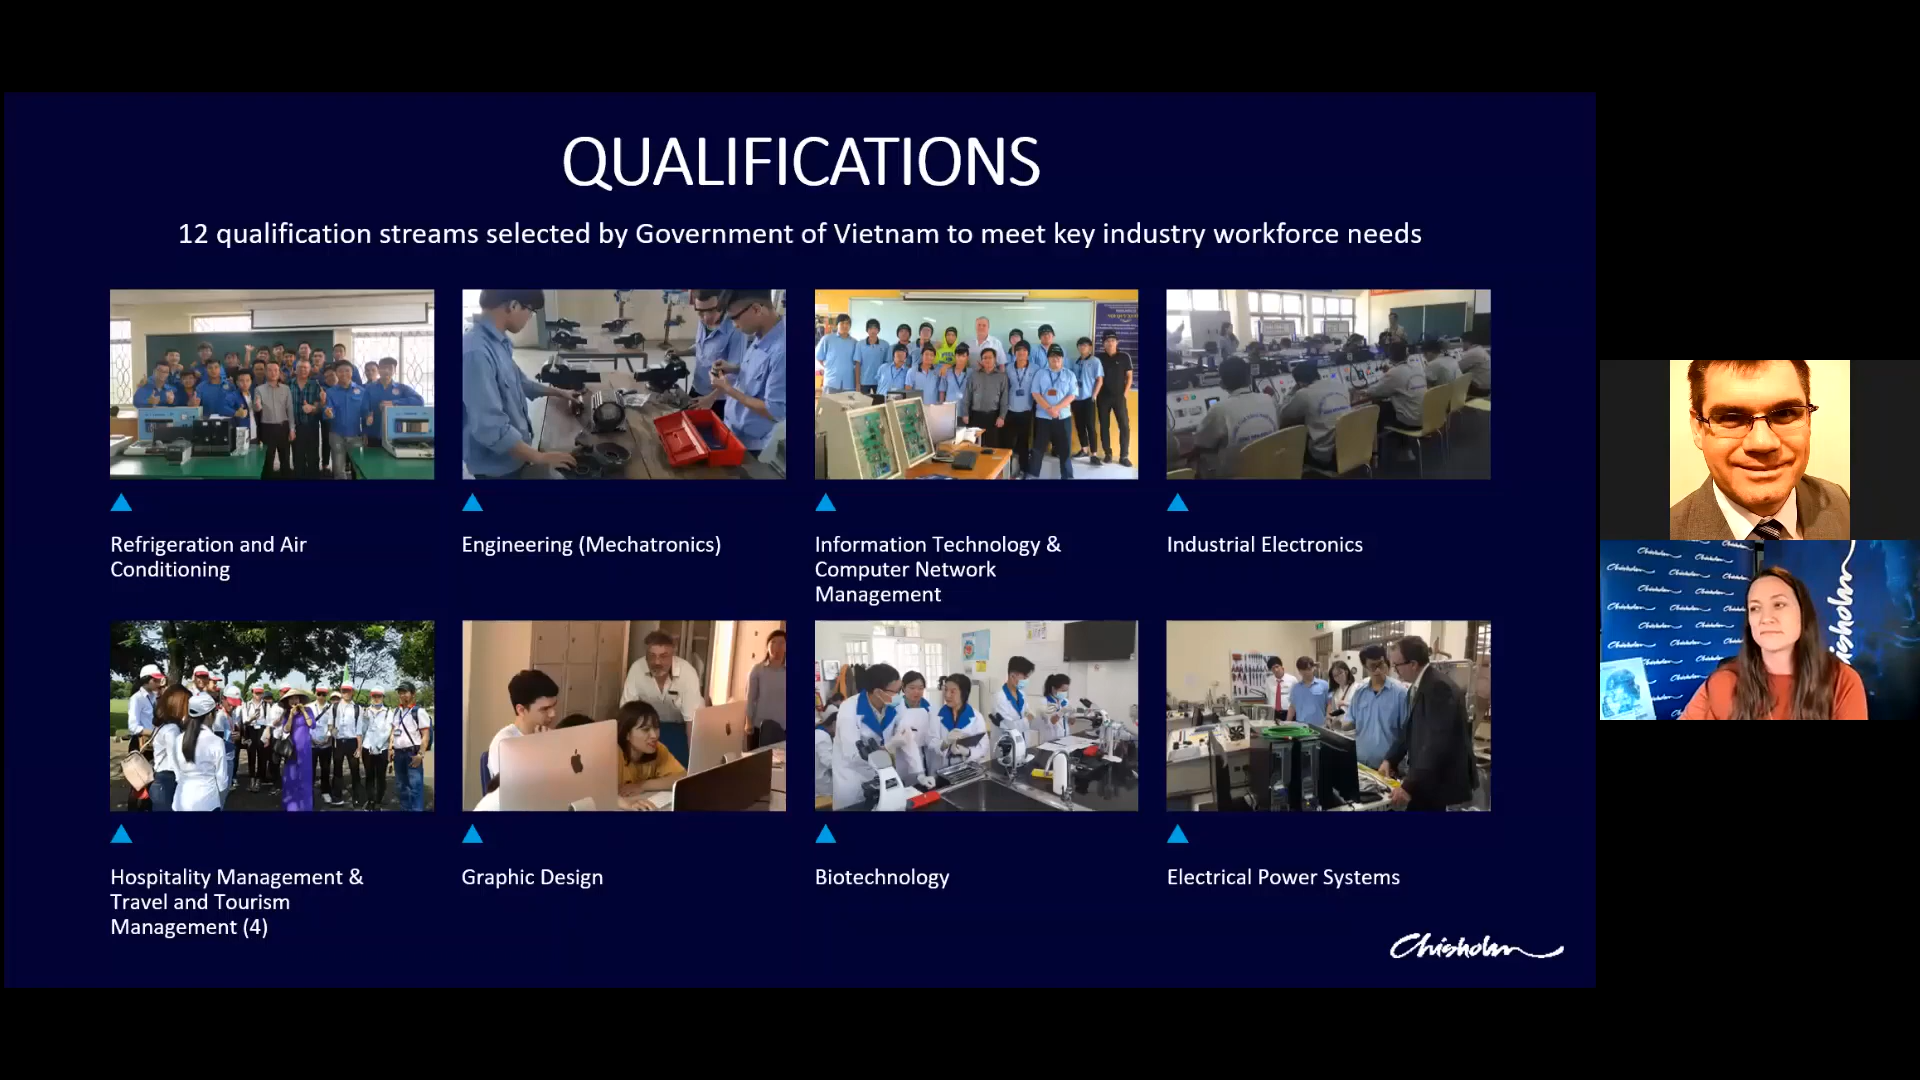 QUALIFICATIONS
12 qualification streams selected by Government of Vietnam to meet key industry workforce needs
Refrigeration and Air
Conditioning
Engineering (Mechatronics)
Information Technology &
Computer Network
Management
Industrial Electronics
Hospitality Management &
Travel and Tourism
Management (4)
Graphic Design
Biotechnology
Electrical Power Systems
Chisholm